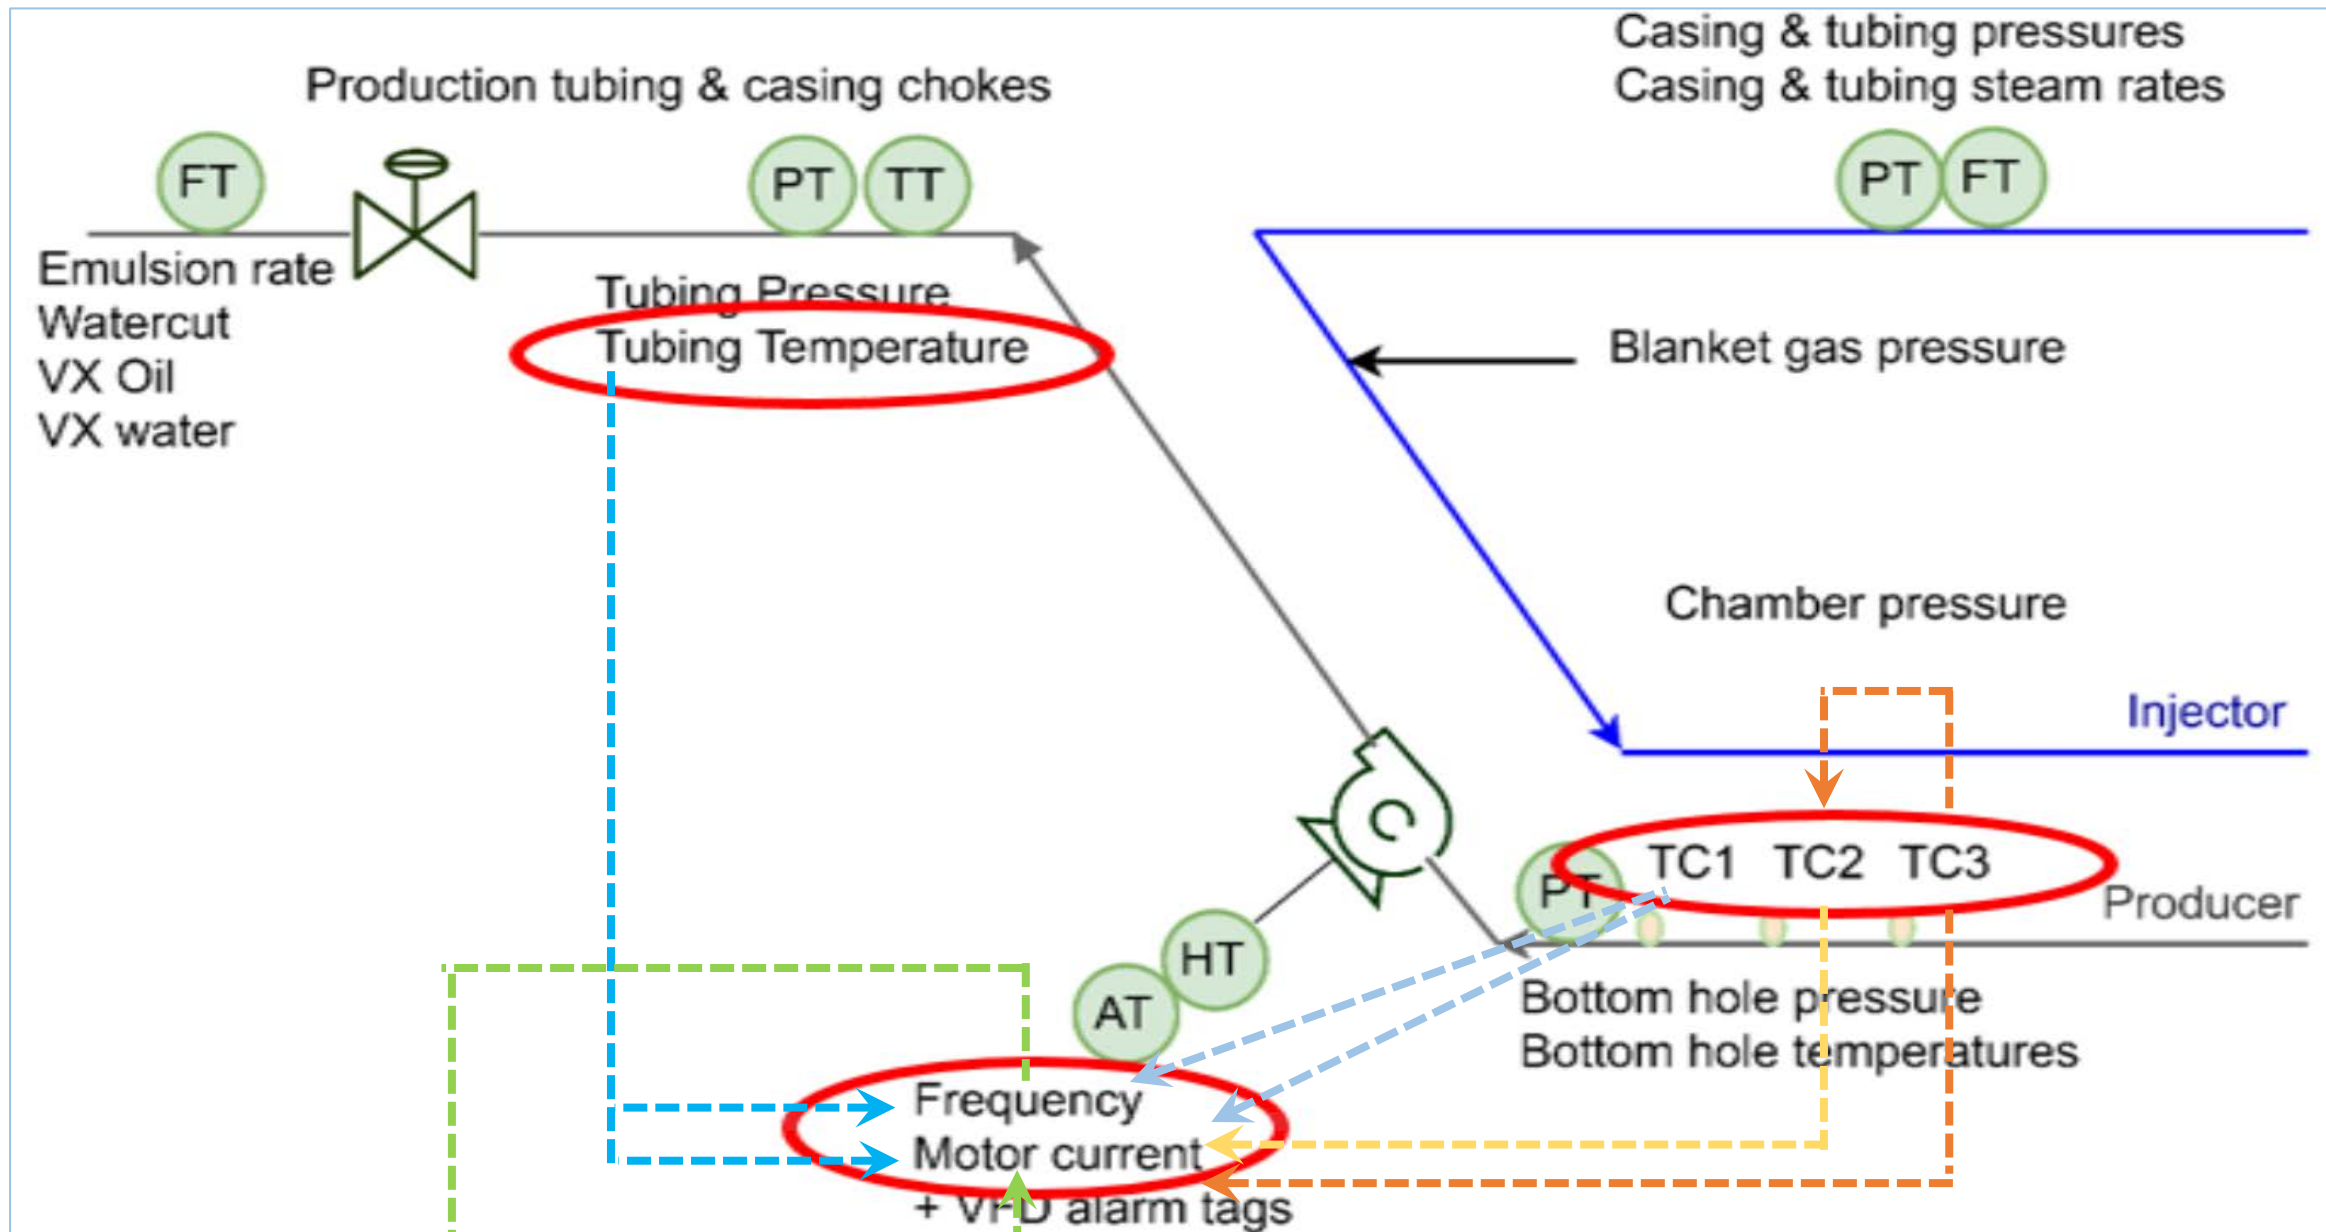 Casing & tubing pressures
Casing & tubing steam rates
Production tubing & casing chokes
FT
PT
TT
PT
FT
Emulsion rate
Watercut
VX Oil
VX water
Tubing Pressure
Tubing Temperature
Blanket gas pressure
Chamber pressure
Injector
TC1 TC2 TC3
PT
Producer
HT
AT
Bottom hole pressure
Bottom hole temperatures
Frequency
Motor current
+ VFD alarm tags